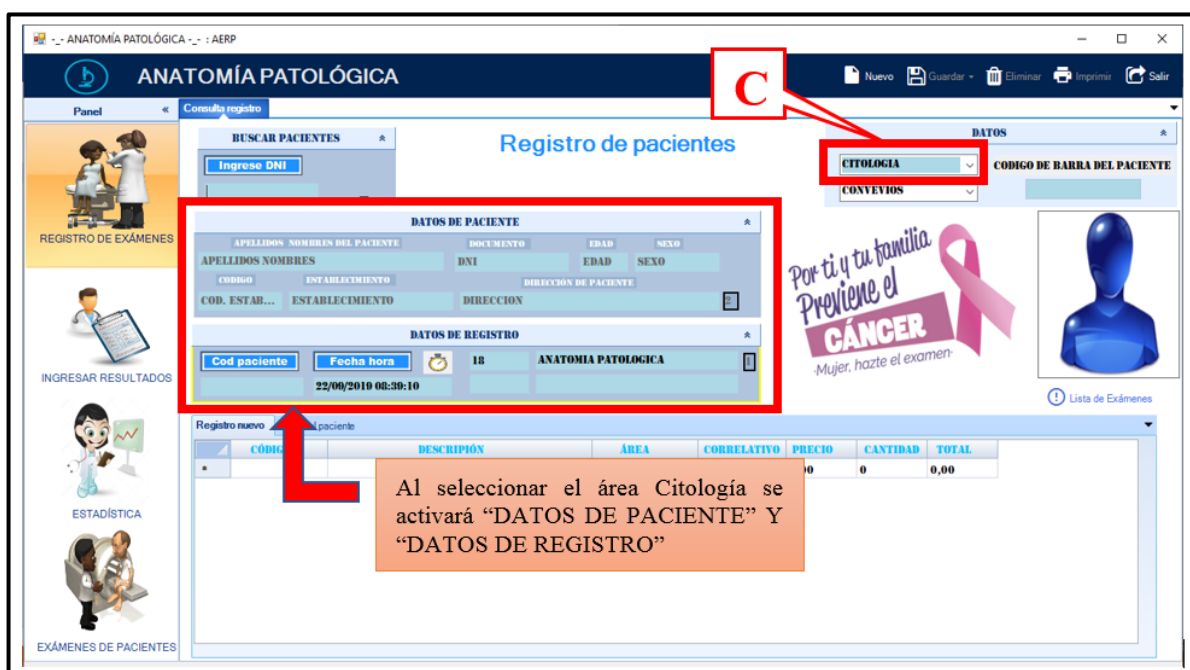 -_- ANATOMÍA PATOLÓGICA -_- : AERP
ANATOMÍA PATOLÓGICA
Nuevo Guardar Eliminar Imprimir Salir
C
Panel «
Consulta registro
BUSCAR PACIENTES
Ingrese DNI
Registro de pacientes
DATOS
CITOLOGIA
CODIGO DE BARRA DEL PACIENTE
CONVEVIOS
REGISTRO DE EXÁMENES
INGRESAR RESULTADOS
ESTADÍSTICA
EXÁMENES DE PACIENTES
DATOS DE PACIENTE
APELLIDOS NOMBRES DEL PACIENTE DOCUMENTO EDAD SEXO
APELLIDOS NOMBRES DNI EDAD SEXO
CODIGO ESTABLECIMIENTO DIRECCIÓN DE PACIENTE
COD. ESTAB... ESTABLECIMIENTO DIRECCION
DATOS DE REGISTRO
Cod paciente Fecha hora 18 ANATOMIA PATOLOGICA
22/09/2019 08:39:10
Por ti y tu familia
Previene el
CÁNCER
-Mujer, hazte el examen-
Lista de Exámenes
Registro nuevo paciente
CÓDIG DESCRIPIÓN ÁREA CORRELATIVO PRECIO CANTIDAD TOTAL
* 00 0 0,00
Al seleccionar el área Citología se
activará “DATOS DE PACIENTE” Y
“DATOS DE REGISTRO”